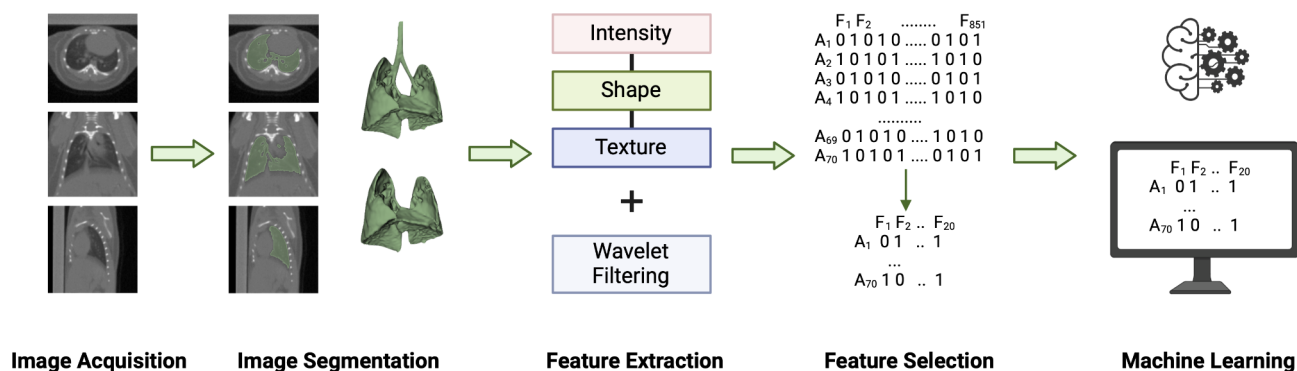 Intensity
Shape
Texture
+
Wavelet
Filtering
F₁ F₂ ........ F₈₅₁
A₁ 0 1 0 1 0 ..... 0 1 0 1
A₂ 1 0 1 0 1 ..... 1 0 1 0
A₃ 0 1 0 1 0 ..... 0 1 0 1
A₄ 1 0 1 0 1 ..... 1 0 1 0
..........
A₆₉ 0 1 0 1 0 .... 1 0 1 0
A₇₀ 1 0 1 0 1 .... 0 1 0 1
F₁ F₂ .. F₂₀
A₁ 0 1 .. 1
...
A₇₀ 1 0 .. 1
F₁ F₂ .. F₂₀
A₁ 0 1 .. 1
...
A₇₀ 1 0 .. 1
Image Acquisition Image Segmentation Feature Extraction Feature Selection Machine Learning